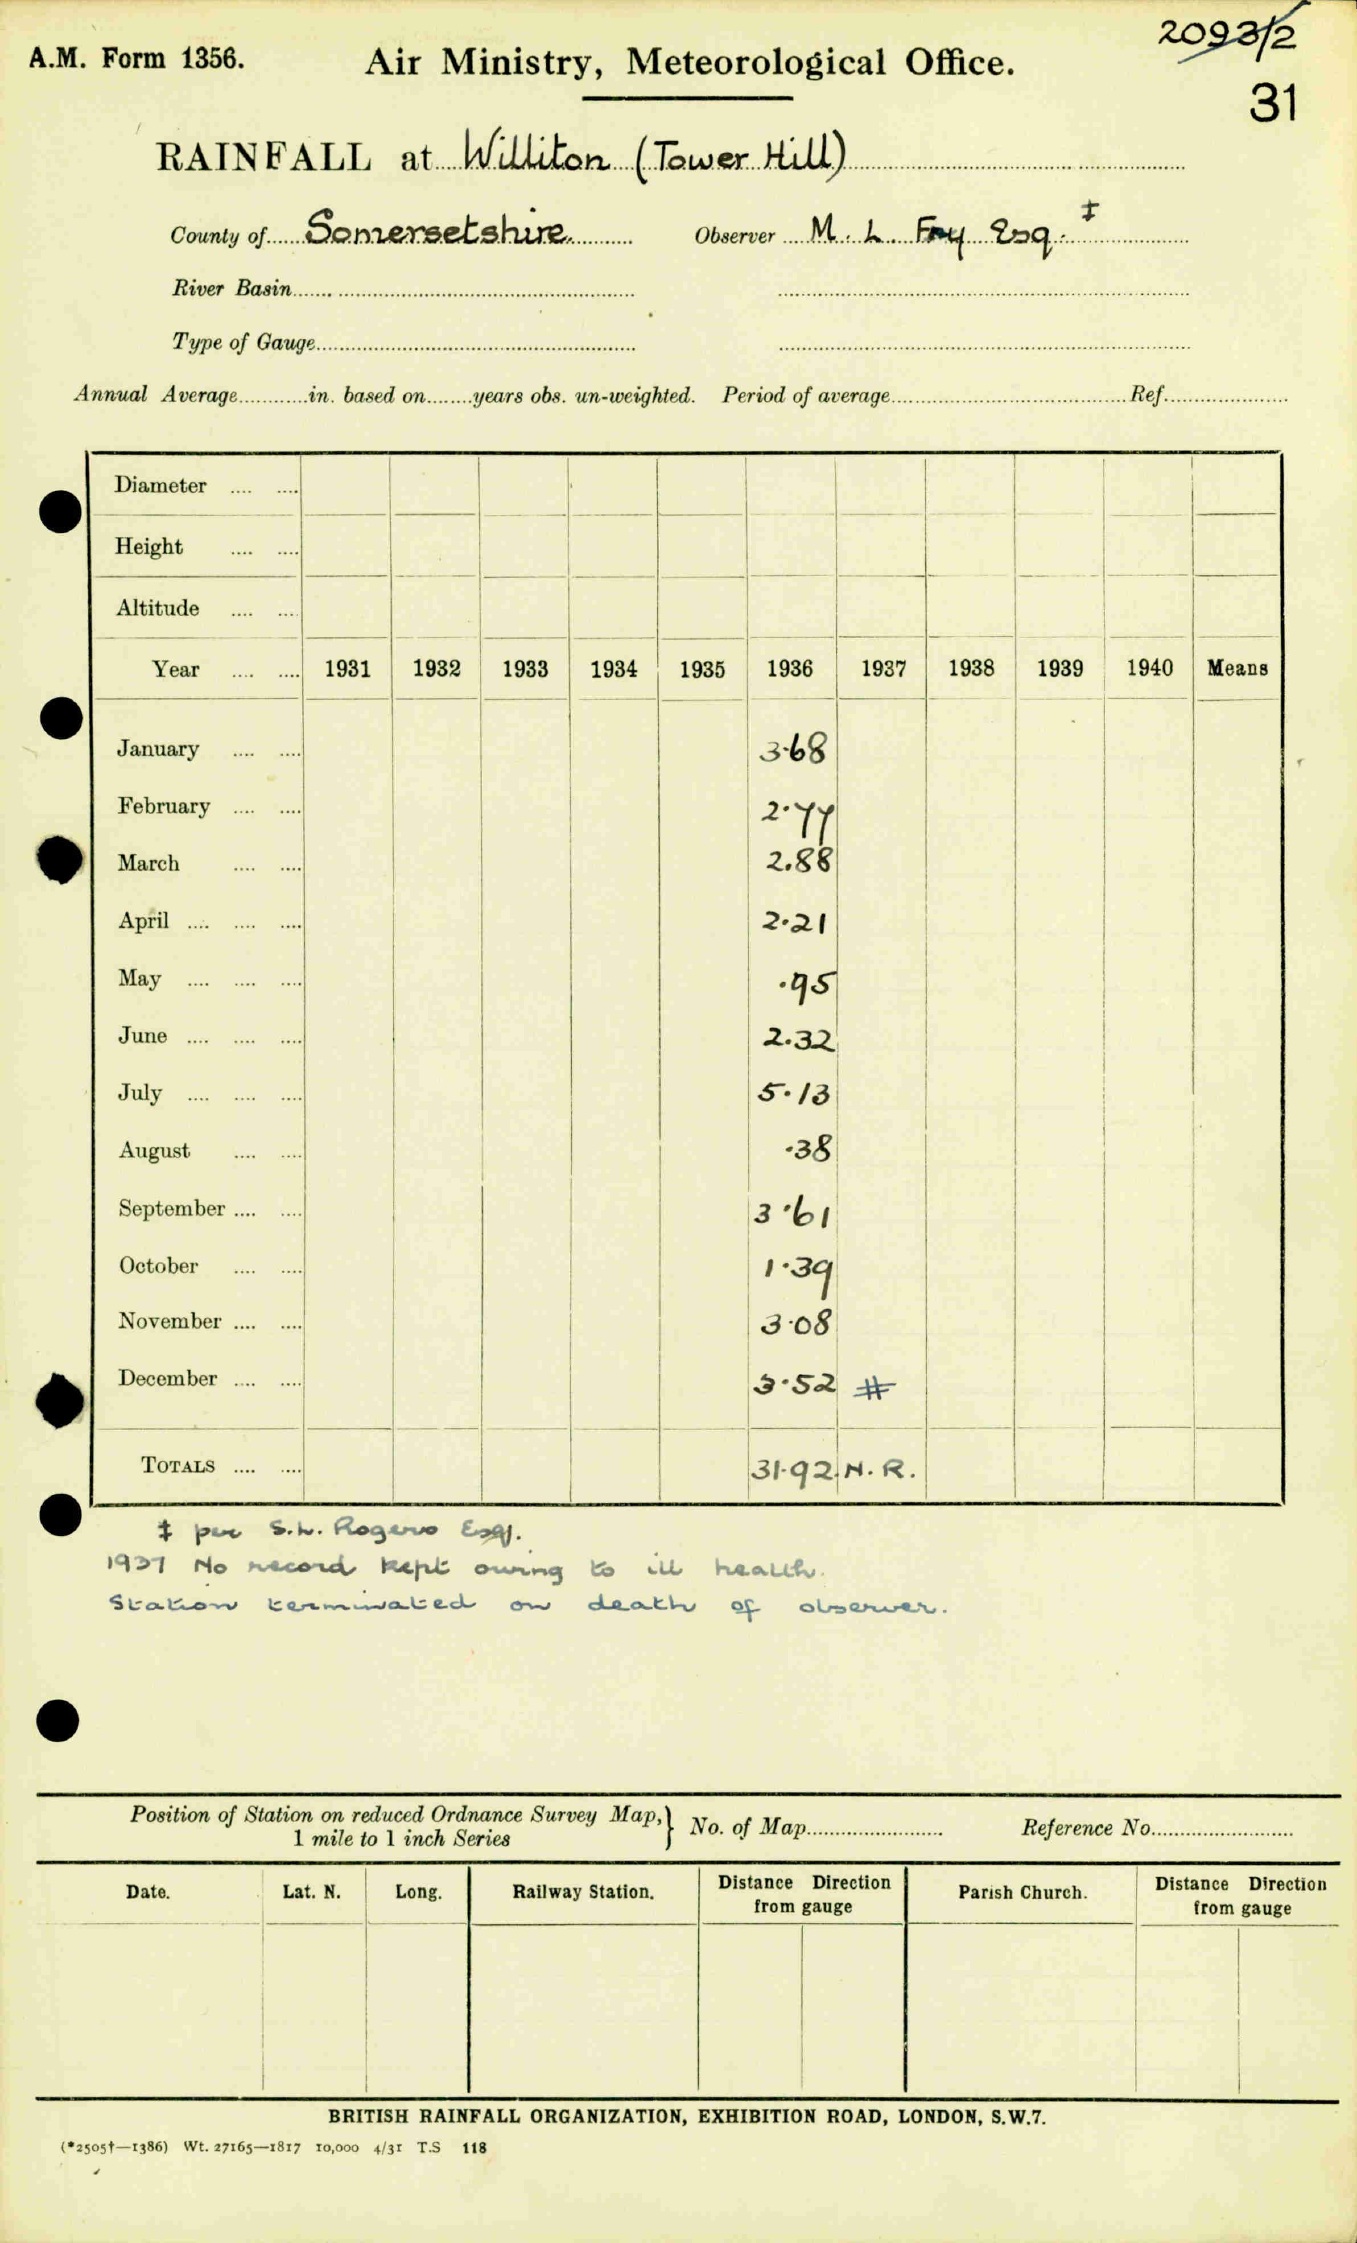 2093/2
A.M. Form 1356. Air Ministry, Meteorological Office.
31
RAINFALL at Williton (Tower Hill)
County of Somersetshire. Observer M. L. Fry Esq. ‡
River Basin
Type of Gauge
Annual Average in. based on years obs. un-weighted. Period of average Ref.
Diameter
Height
Altitude
Year 1931 1932 1933 1934 1935 1936 1937 1938 1939 1940 Means
January 3.68
February 2.77
March 2.88
April 2.21
May .95
June 2.32
July 5.13
August .38
September 3.61
October 1.39
November 3.08
December 3.52 #
TOTALS 31.92 N.R.
‡ per S.L. Rogers Esq.
1937 No record kept owing to ill health.
Station terminated on death of observer.
Position of Station on reduced Ordnance Survey Map, } No. of Map Reference No.
1 mile to 1 inch Series
Date. Lat. N. Long. Railway Station. Distance Direction from gauge Parish Church. Distance Direction from gauge
BRITISH RAINFALL ORGANIZATION, EXHIBITION ROAD, LONDON, S.W.7.
(*2505†—1386) Wt. 27165—1817 10,000 4/31 T.S 118